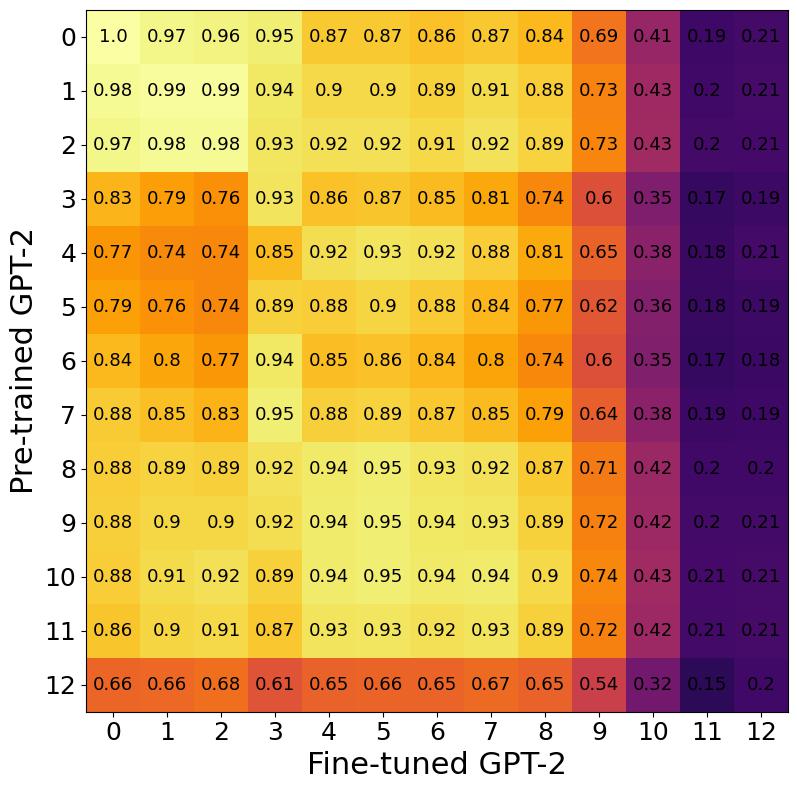 0 1.0 0.97 0.96 0.95 0.87 0.87 0.86 0.87 0.84 0.69 0.41 0.19 0.21
1 0.98 0.99 0.99 0.94 0.9 0.9 0.89 0.91 0.88 0.73 0.43 0.2 0.21
2 0.97 0.98 0.98 0.93 0.92 0.92 0.91 0.92 0.89 0.73 0.43 0.2 0.21
3 0.83 0.79 0.76 0.93 0.86 0.87 0.85 0.81 0.74 0.6 0.35 0.17 0.19
4 0.77 0.74 0.74 0.85 0.92 0.93 0.92 0.88 0.81 0.65 0.38 0.18 0.21
5 0.79 0.76 0.74 0.89 0.88 0.9 0.88 0.84 0.77 0.62 0.36 0.18 0.19
6 0.84 0.8 0.77 0.94 0.85 0.86 0.84 0.8 0.74 0.6 0.35 0.17 0.18
7 0.88 0.85 0.83 0.95 0.88 0.89 0.87 0.85 0.79 0.64 0.38 0.19 0.19
8 0.88 0.89 0.89 0.92 0.94 0.95 0.93 0.92 0.87 0.71 0.42 0.2 0.2
9 0.88 0.9 0.9 0.92 0.94 0.95 0.94 0.93 0.89 0.72 0.42 0.2 0.21
10 0.88 0.91 0.92 0.89 0.94 0.95 0.94 0.94 0.9 0.74 0.43 0.21 0.21
11 0.86 0.9 0.91 0.87 0.93 0.93 0.92 0.93 0.89 0.72 0.42 0.21 0.21
12 0.66 0.66 0.68 0.61 0.65 0.66 0.65 0.67 0.65 0.54 0.32 0.15 0.2
0 1 2 3 4 5 6 7 8 9 10 11 12
Pre-trained GPT-2
Fine-tuned GPT-2